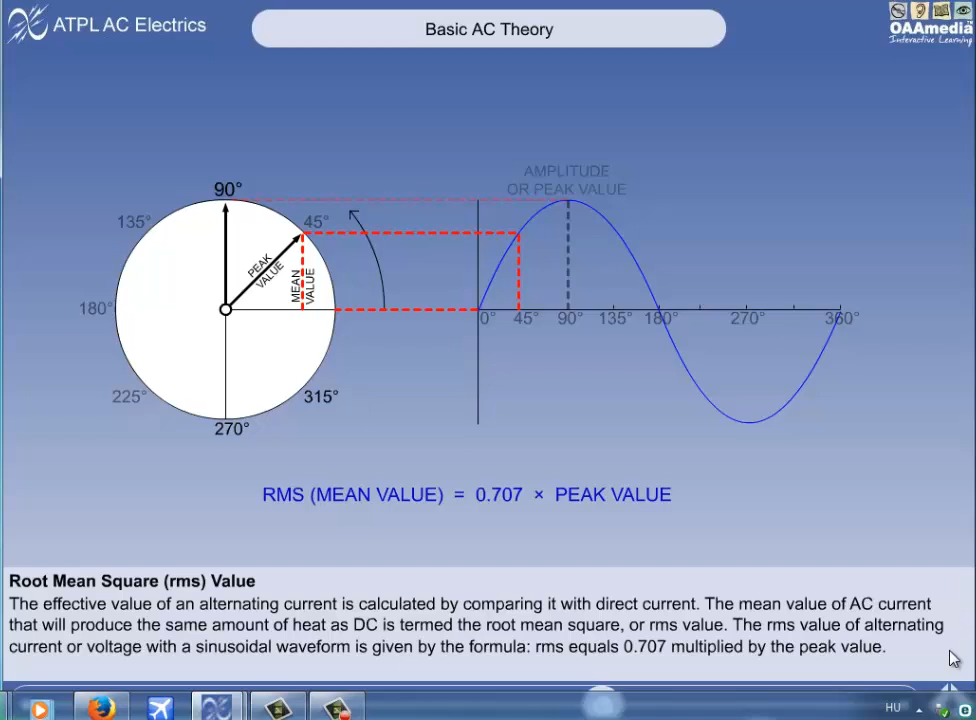 ATPL AC Electrics
Basic AC Theory
OAAmedia
Interactive Learning
AMPLITUDE
OR PEAK VALUE
90°
135°
45°
PEAK
VALUE
MEAN
VALUE
180°
0°
45°
90°
135°
180°
270°
360°
225°
315°
270°
RMS (MEAN VALUE) = 0.707 × PEAK VALUE
Root Mean Square (rms) Value
The effective value of an alternating current is calculated by comparing it with direct current. The mean value of AC current
that will produce the same amount of heat as DC is termed the root mean square, or rms value. The rms value of alternating
current or voltage with a sinusoidal waveform is given by the formula: rms equals 0.707 multiplied by the peak value.
HU